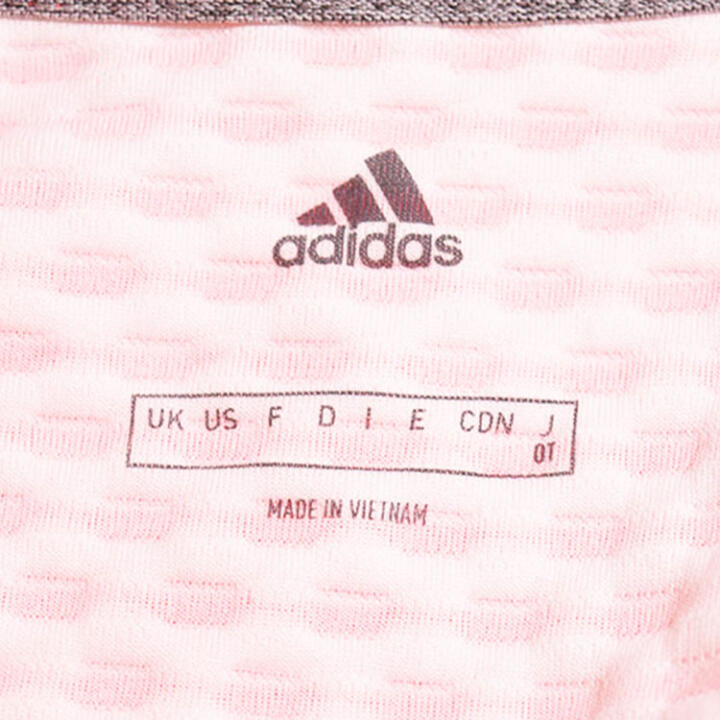 adidas
UK US F D I E CDN J
OT
MADE IN VIETNAM